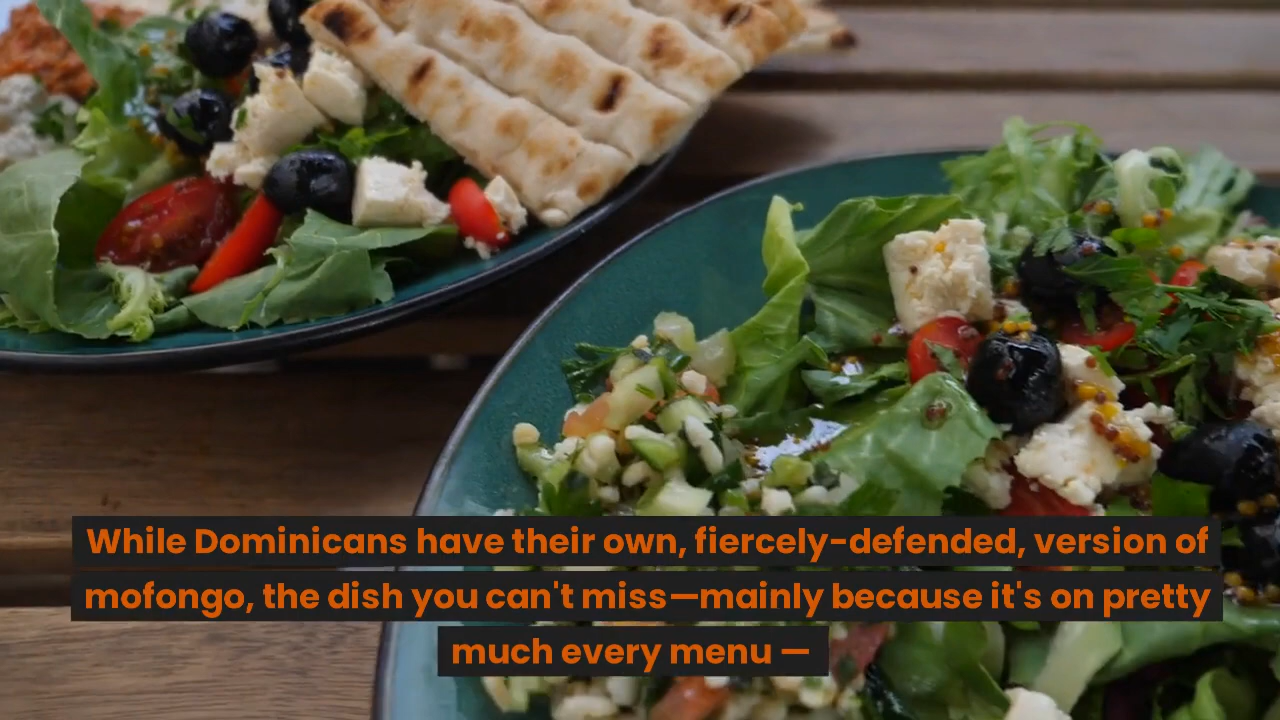 While Dominicans have their own, fiercely-defended, version of
mofongo, the dish you can't miss—mainly because it's on pretty
much every menu —